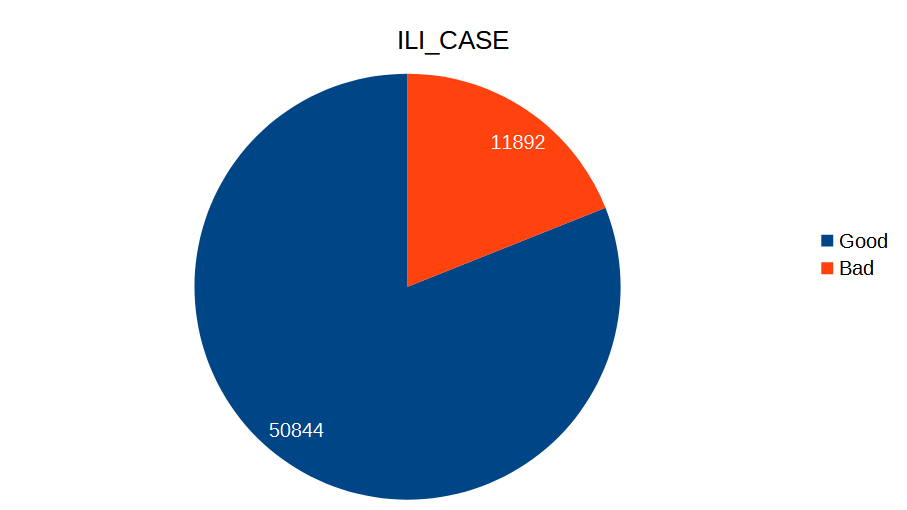 ILI_CASE
11892
Good
Bad
50844